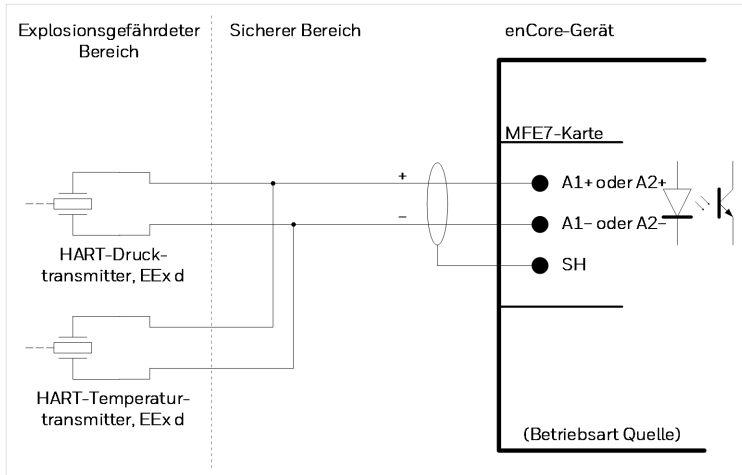 Explosionsgefährdeter
Bereich
Sicherer Bereich
enCore-Gerät
MFE7-Karte
+
A1+ oder A2+
–
A1– oder A2–
SH
HART-Druck-
transmitter, EEx d
HART-Temperatur-
transmitter, EEx d
(Betriebsart Quelle)